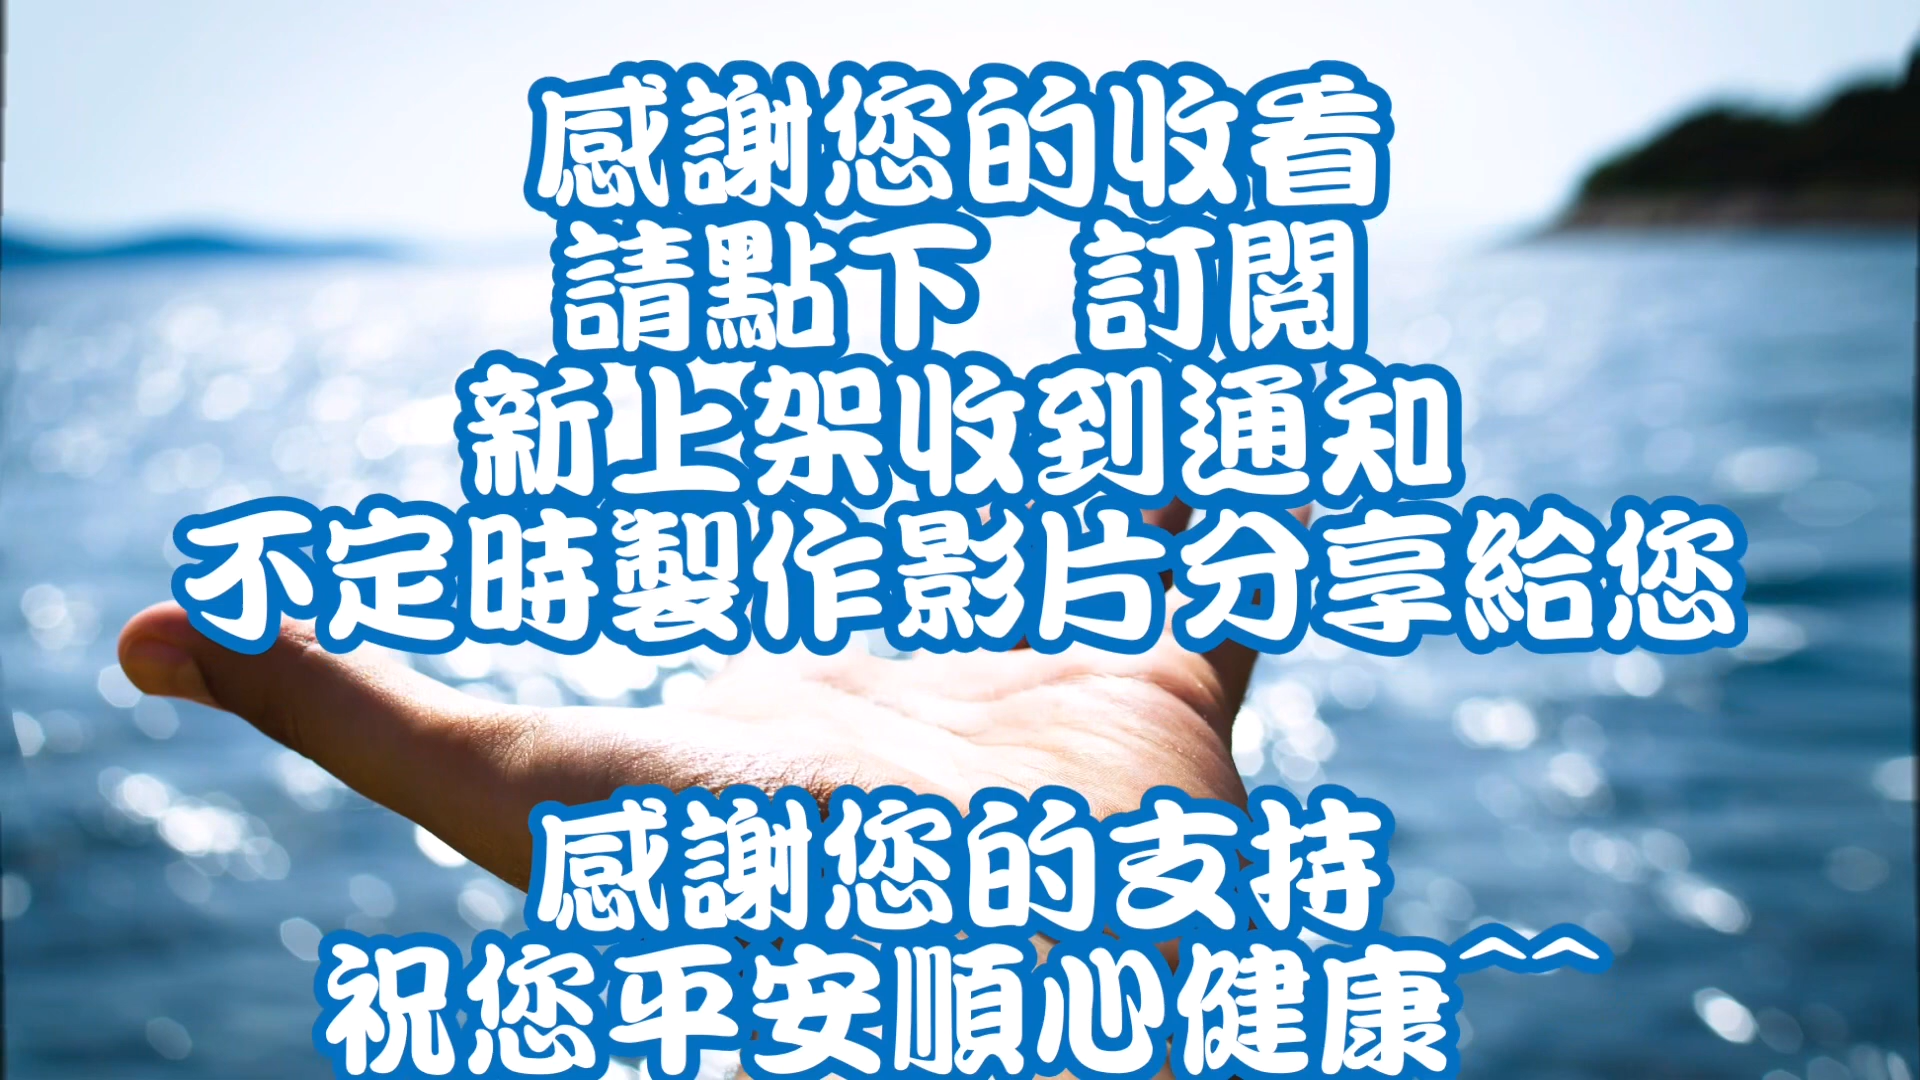 感謝您的收看
請點下 訂閱
新上架收到通知
不定時製作影片分享給您
感謝您的支持
祝您平安順心健康^^